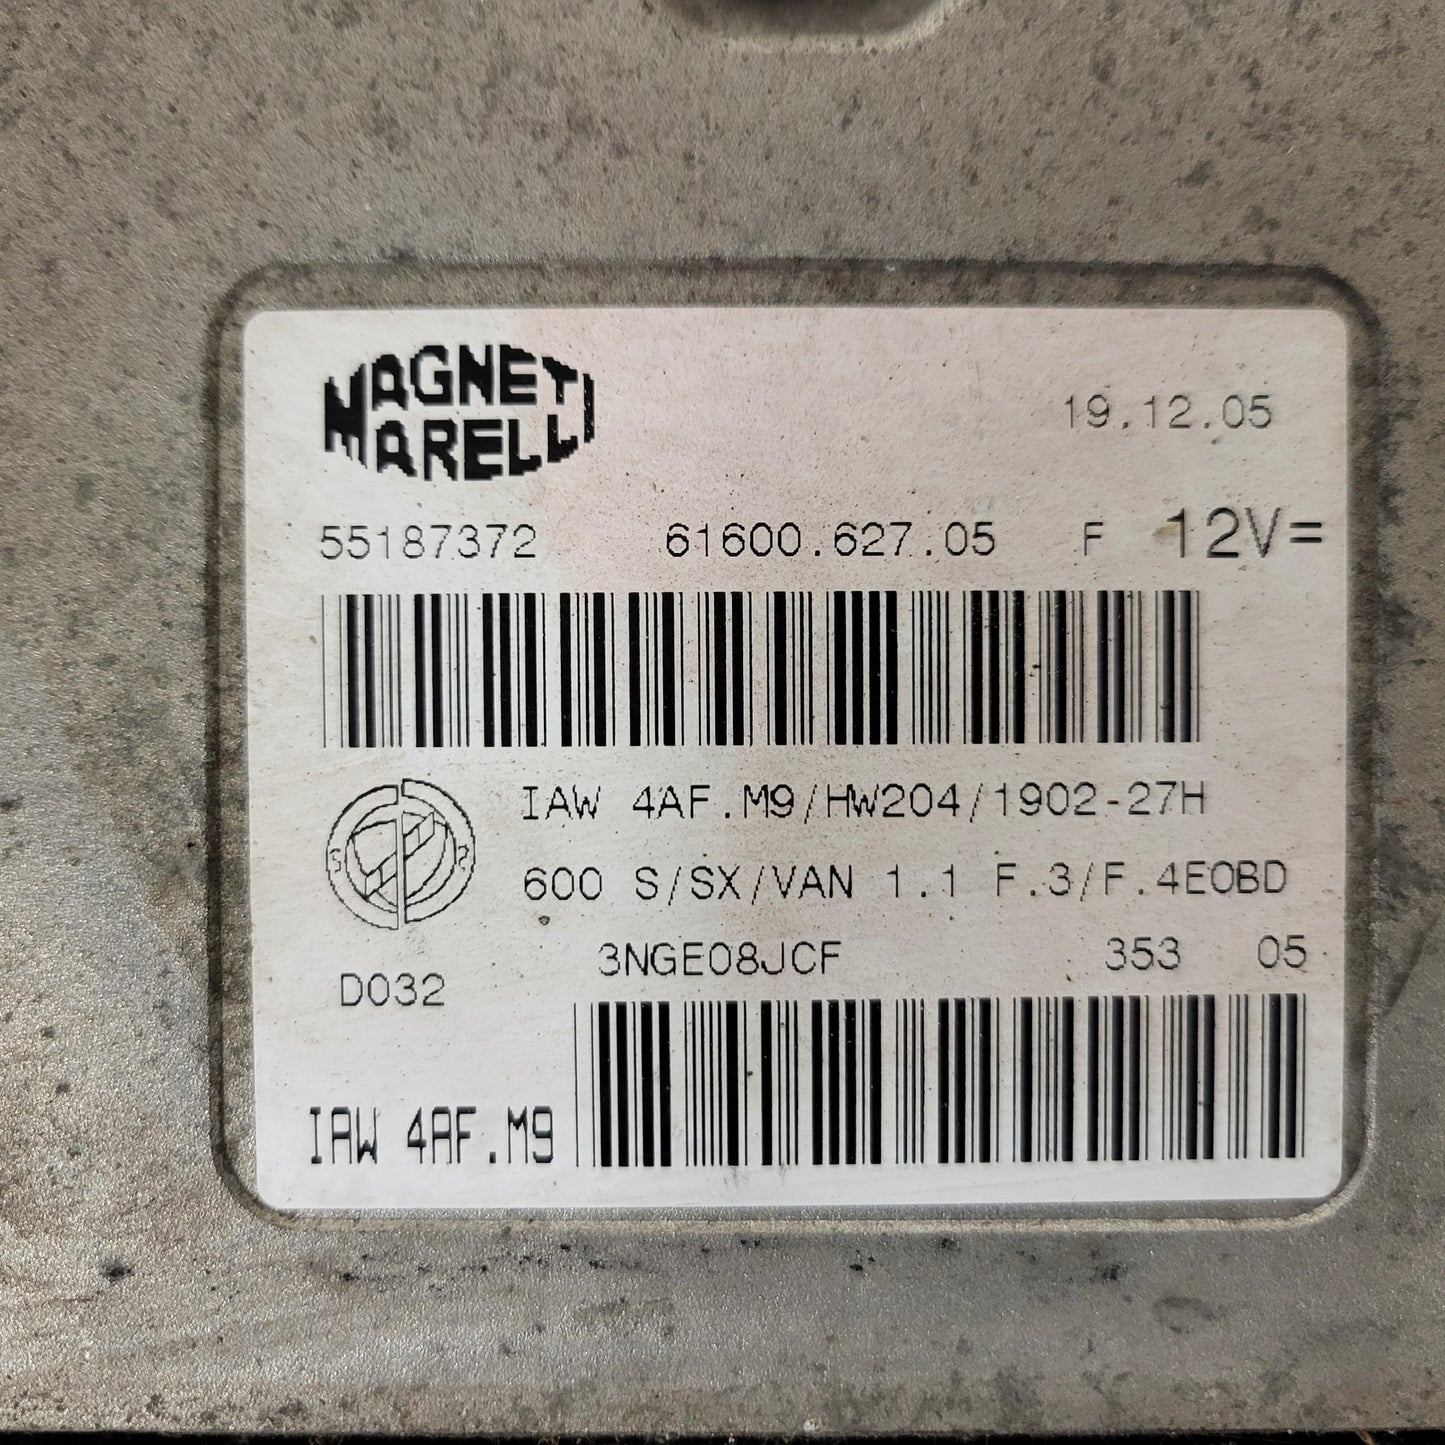 MAGNETI
MARELLI
19.12.05
55187372 61600.627.05 F 12V=
IAW 4AF.M9/HW204/1902-27H
600 S/SX/VAN 1.1 F.3/F.4EOBD
3NGE08JCF 353 05
D032
IAW 4AF.M9